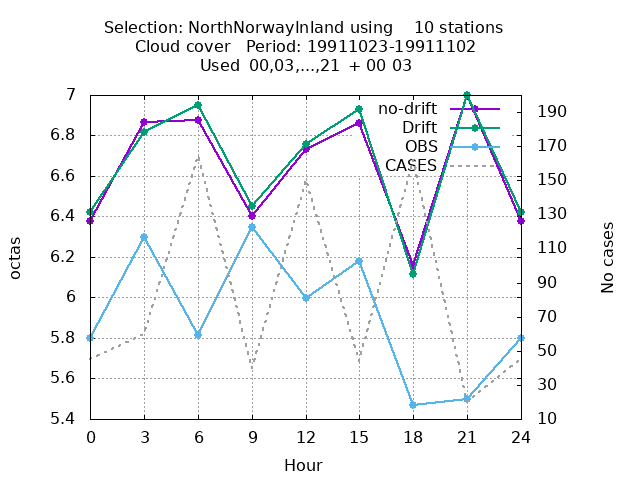 Selection: NorthNorwayInland using    10 stations
Cloud cover   Period: 19911023-19911102
Used  00,03,...,21  + 00 03
7
6.8
6.6
6.4
6.2
6
5.8
5.6
5.4
octas
no-drift
Drift
OBS
CASES
190
170
150
130
110
90
70
50
30
10
No cases
0 3 6 9 12 15 18 21 24
Hour